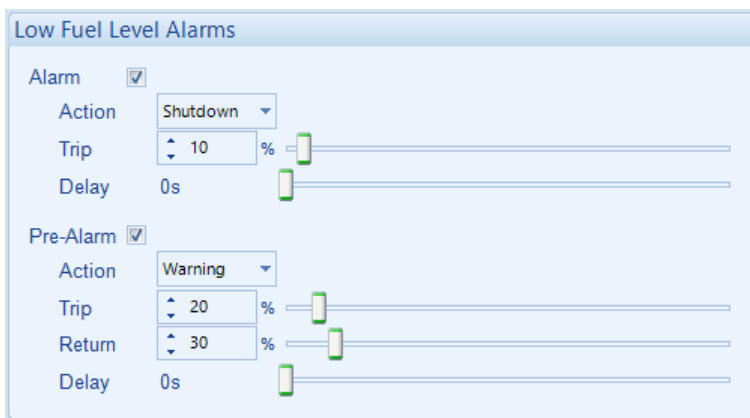 Low Fuel Level Alarms
Alarm
Action Shutdown
Trip 10 %
Delay 0s
Pre-Alarm
Action Warning
Trip 20 %
Return 30 %
Delay 0s